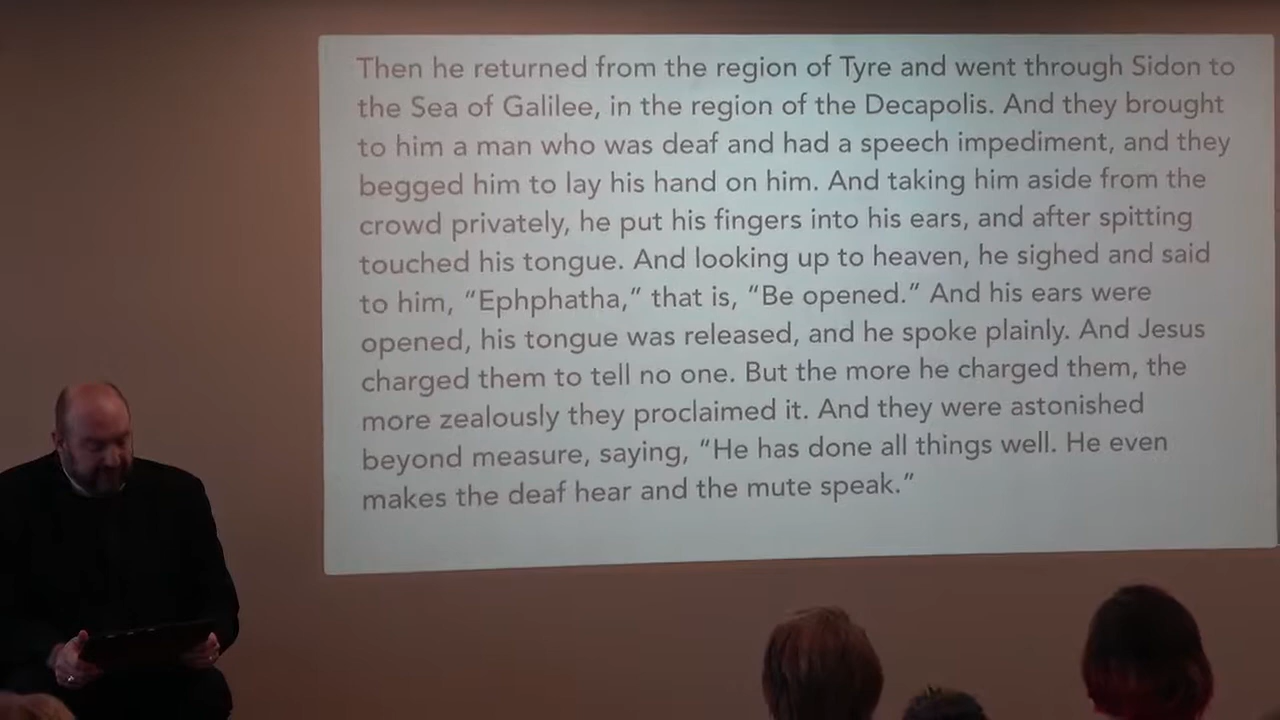 Then he returned from the region of Tyre and went through Sidon to
the Sea of Galilee, in the region of the Decapolis. And they brought
to him a man who was deaf and had a speech impediment, and they
begged him to lay his hand on him. And taking him aside from the
crowd privately, he put his fingers into his ears, and after spitting
touched his tongue. And looking up to heaven, he sighed and said
to him, “Ephphatha,” that is, “Be opened.” And his ears were
opened, his tongue was released, and he spoke plainly. And Jesus
charged them to tell no one. But the more he charged them, the
more zealously they proclaimed it. And they were astonished
beyond measure, saying, “He has done all things well. He even
makes the deaf hear and the mute speak.”